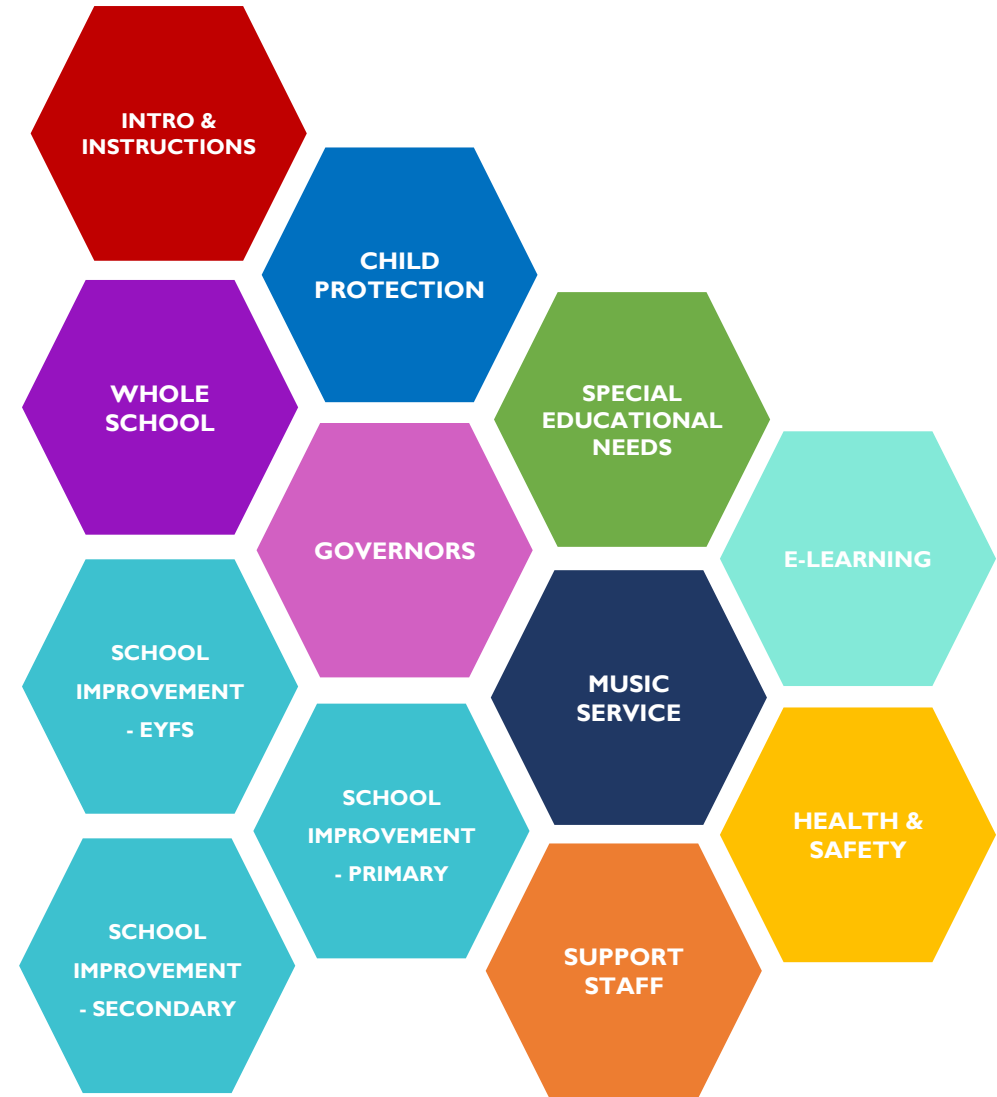 INTRO &
INSTRUCTIONS
CHILD
PROTECTION
WHOLE
SCHOOL
SPECIAL
EDUCATIONAL
NEEDS
GOVERNORS
E-LEARNING
SCHOOL
IMPROVEMENT
- EYFS
MUSIC
SERVICE
SCHOOL
IMPROVEMENT
- PRIMARY
HEALTH &
SAFETY
SCHOOL
IMPROVEMENT
- SECONDARY
SUPPORT
STAFF